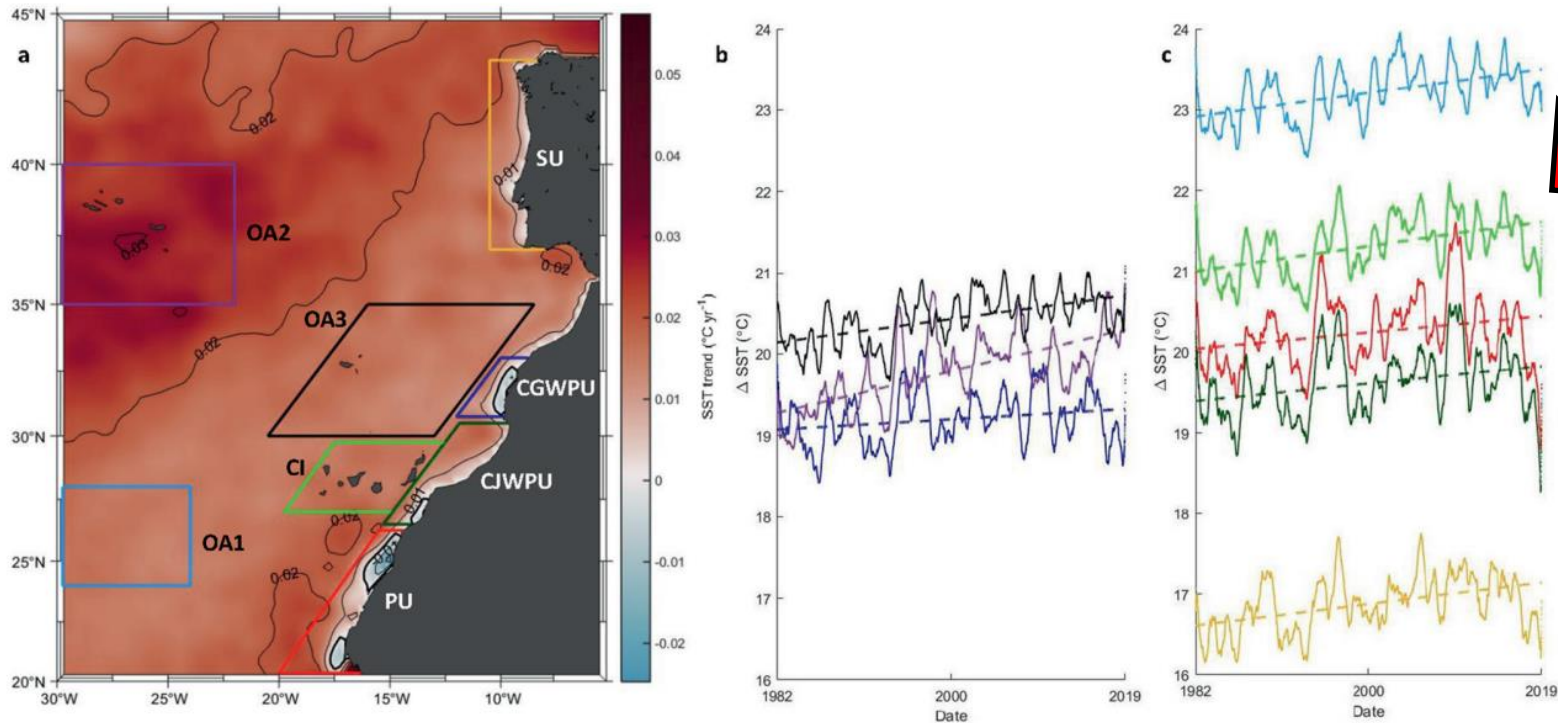 a
45°N
40°N
35°N
30°N
25°N
20°N
30°W
25°W
20°W
15°W
10°W
SU
OA2
OA3
CGWPU
CI
CJWPU
OA1
PU
0.02
0.03
0.02
0.02
0.01
0.02
0.01
0.02
0.02
0.05
0.04
0.03
0.02
0.01
0
-0.01
-0.02
SST trend (°C yr⁻¹)
b
24
23
22
21
20
19
18
17
16
Δ SST (°C)
1982
2000
2019
Date
c
24
23
22
21
20
19
18
17
16
Δ SST (°C)
1982
2000
2019
Date